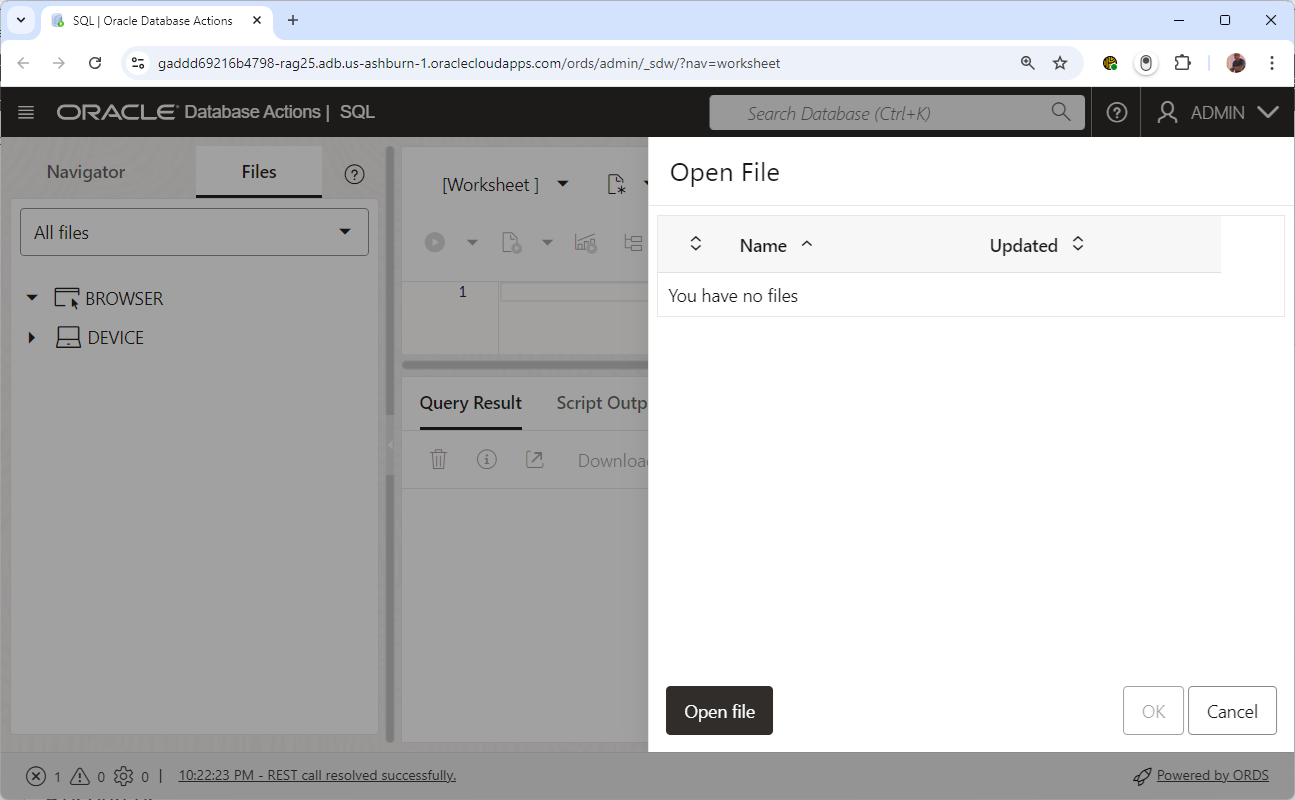 SQL | Oracle Database Actions
gaddd69216b4798-rag25.adb.us-ashburn-1.oraclecloudapps.com/ords/admin/_sdw/?nav=worksheet
ORACLE Database Actions | SQL
Search Database (Ctrl+K)
ADMIN
Navigator
Files
All files
BROWSER
DEVICE
[Worksheet ]
1
Query Result
Script Outp
Downloa
Open File
Name
Updated
You have no files
Open file
OK
Cancel
1 0 0 | 10:22:23 PM - REST call resolved successfully.
Powered by ORDS